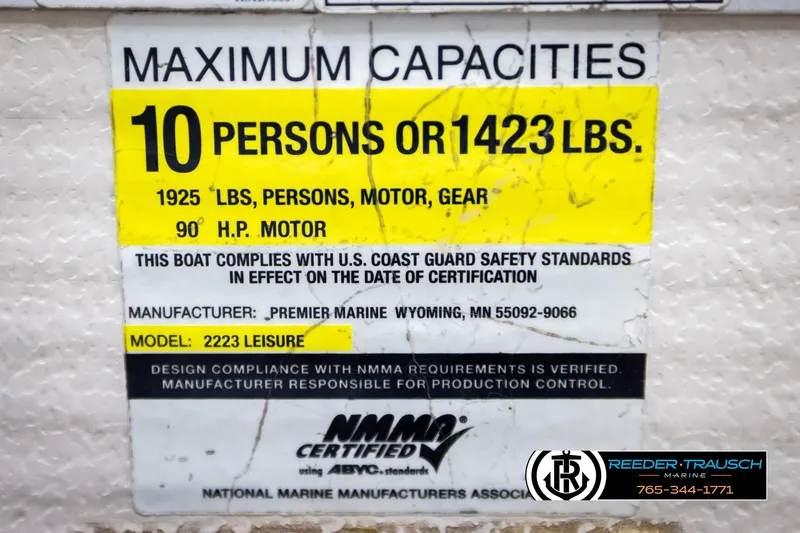 MAXIMUM CAPACITIES
10 PERSONS OR 1423 LBS.
1925 LBS, PERSONS, MOTOR, GEAR
90 H.P. MOTOR
THIS BOAT COMPLIES WITH U.S. COAST GUARD SAFETY STANDARDS
IN EFFECT ON THE DATE OF CERTIFICATION
MANUFACTURER: PREMIER MARINE WYOMING, MN 55092-9066
MODEL: 2223 LEISURE
DESIGN COMPLIANCE WITH NMMA REQUIREMENTS IS VERIFIED.
MANUFACTURER RESPONSIBLE FOR PRODUCTION CONTROL.
NMMA®
CERTIFIED
using ABYC standards
NATIONAL MARINE MANUFACTURERS ASSOCIA
REEDER·TRAUSCH
MARINE
765-344-1771